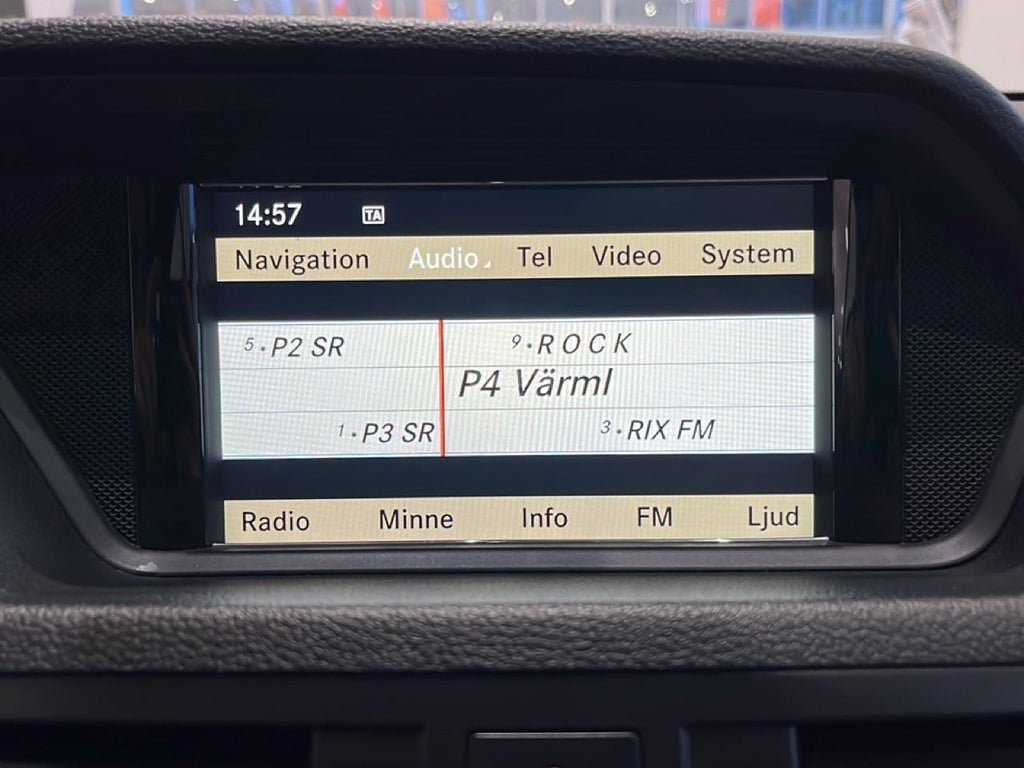 14:57 TA
Navigation Audio Tel Video System
5·P2 SR 9·ROCK
P4 Värml
1·P3 SR 3·RIX FM
Radio Minne Info FM Ljud